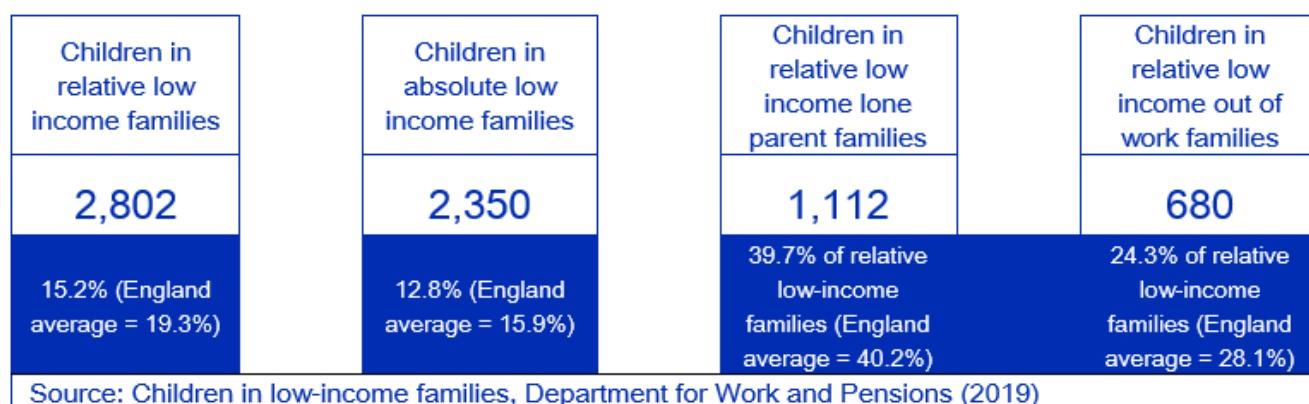 Children in
relative low
income families
2,802
15.2% (England
average = 19.3%)
Children in
absolute low
income families
2,350
12.8% (England
average = 15.9%)
Children in
relative low
income lone
parent families
1,112
39.7% of relative
low-income
families (England
average = 40.2%)
Children in
relative low
income out of
work families
680
24.3% of relative
low-income
families (England
average = 28.1%)
Source: Children in low-income families, Department for Work and Pensions (2019)